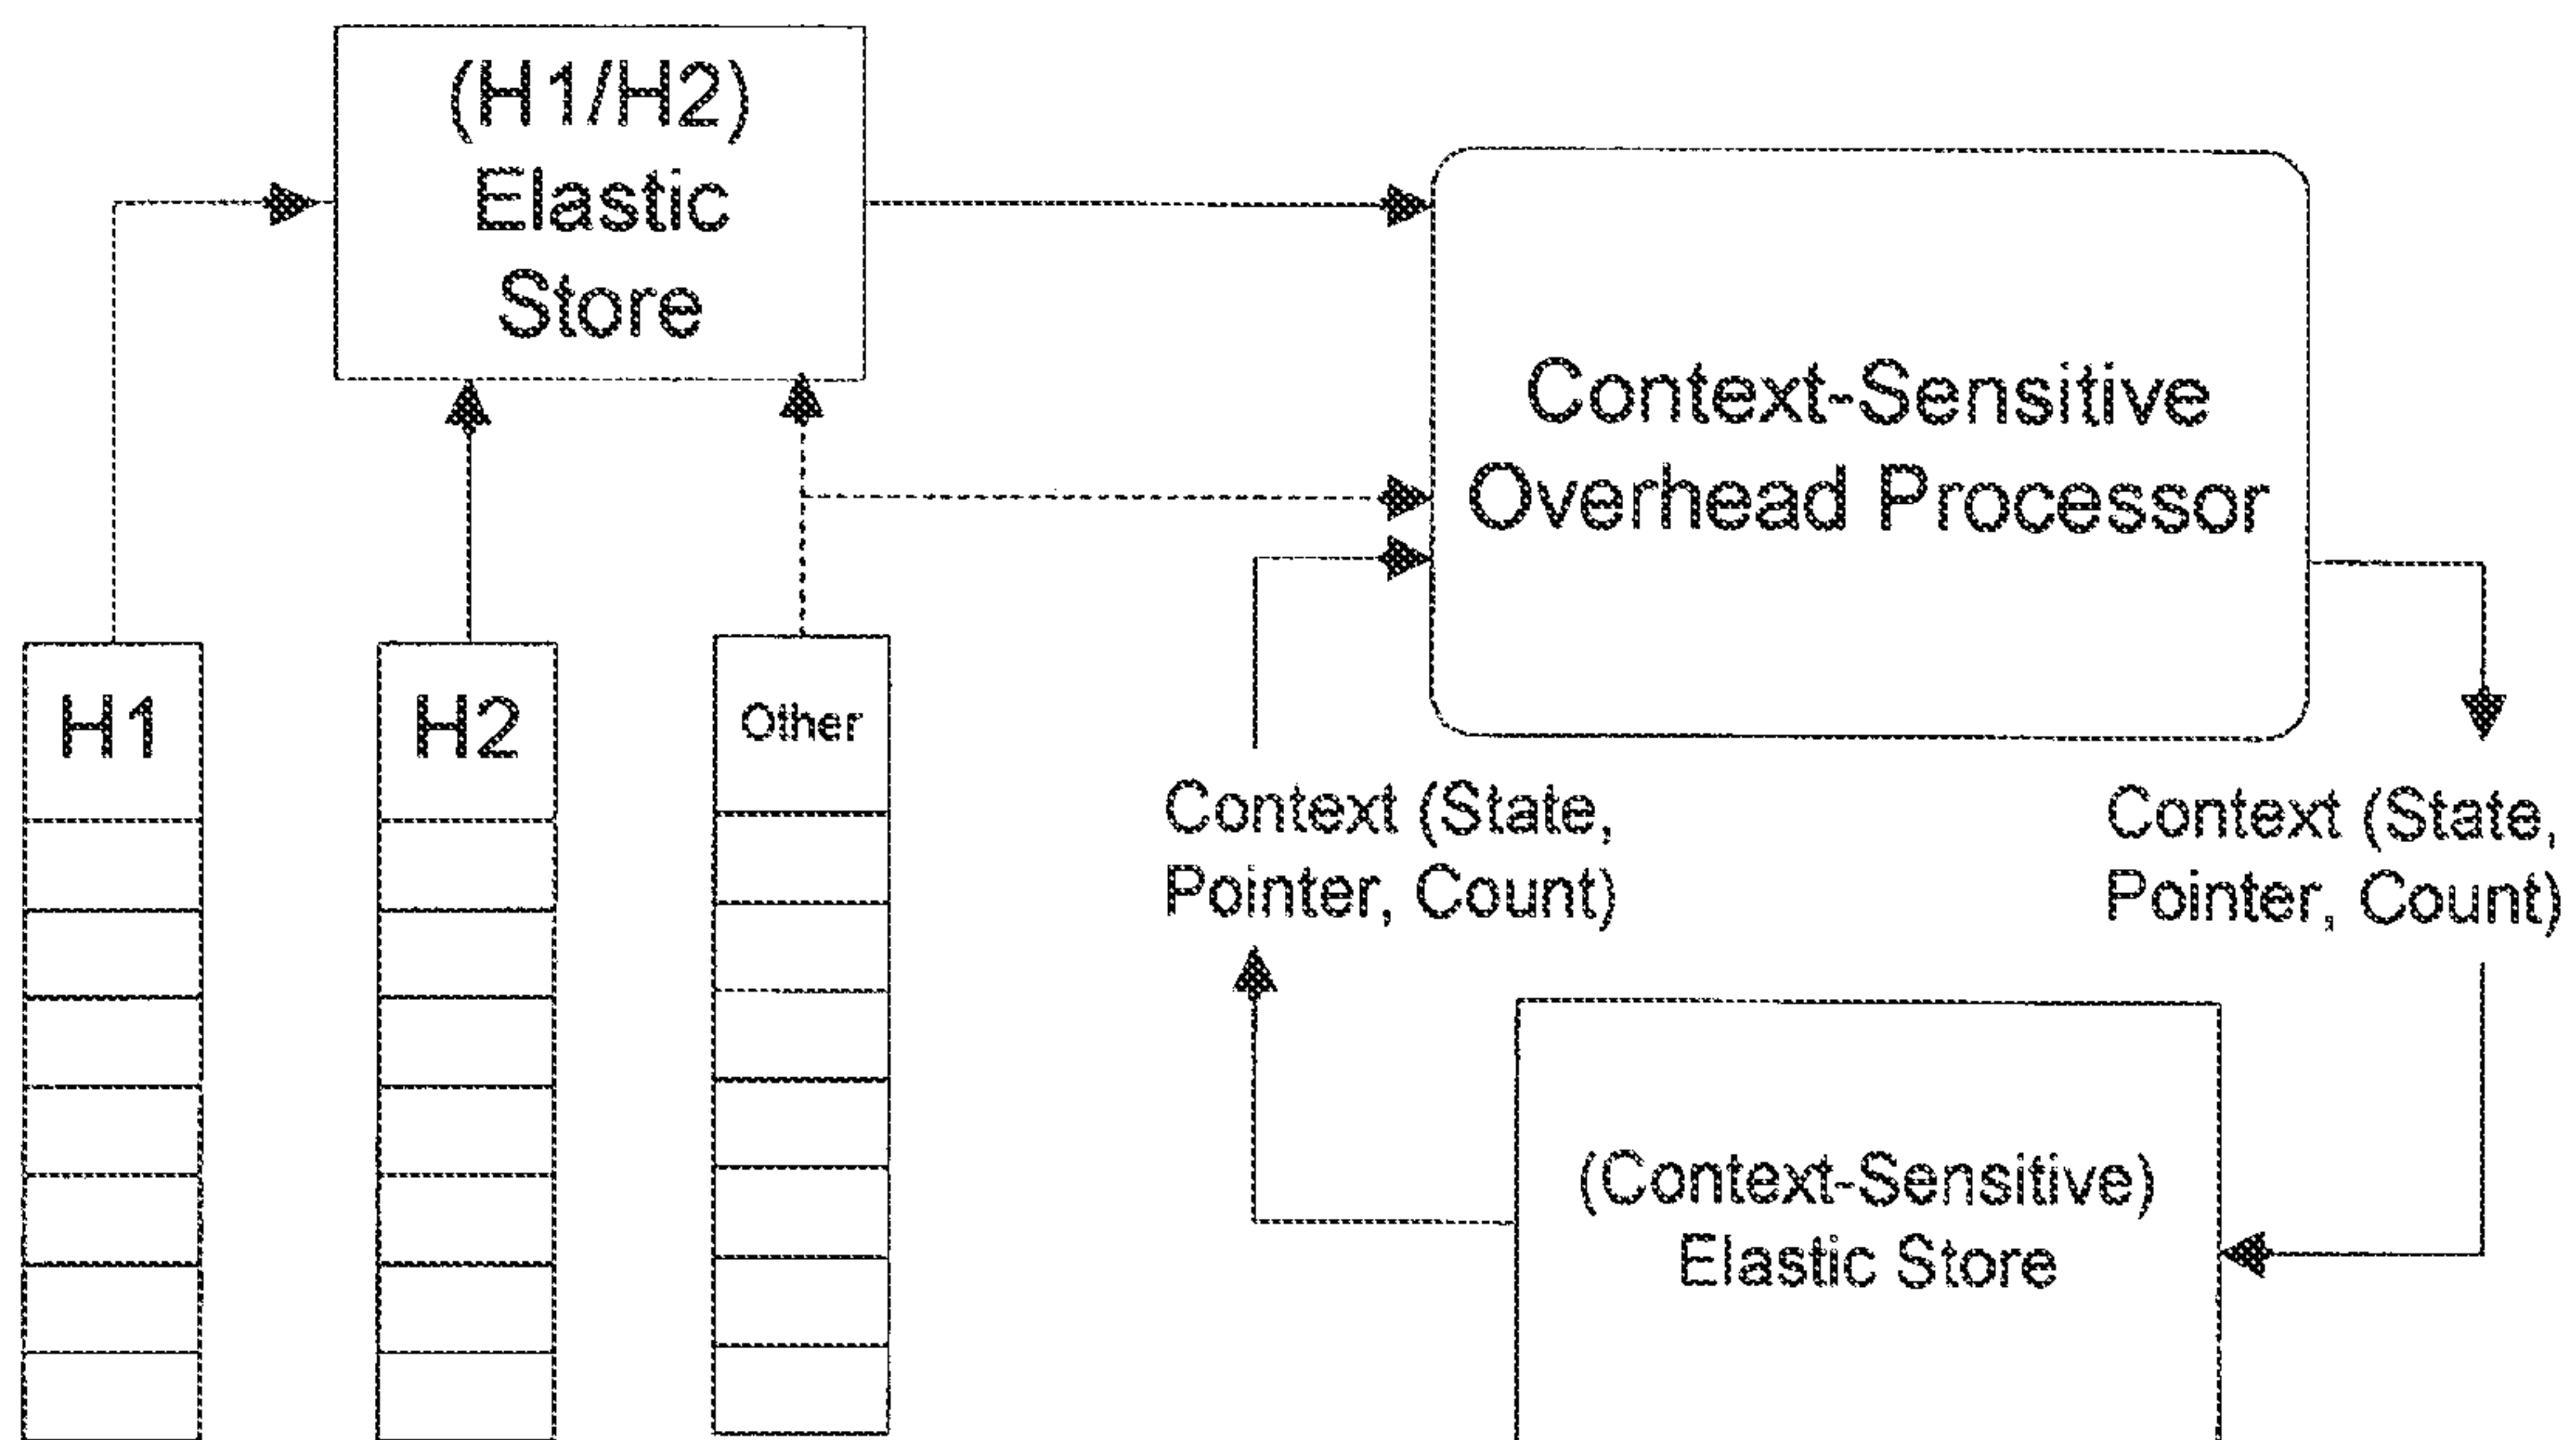 (H1/H2)
Elastic
Store
Context-Sensitive
Overhead Processor
H1
H2
Other
Context (State,
Pointer, Count)
Context (State,
Pointer, Count)
(Context-Sensitive)
Elastic Store